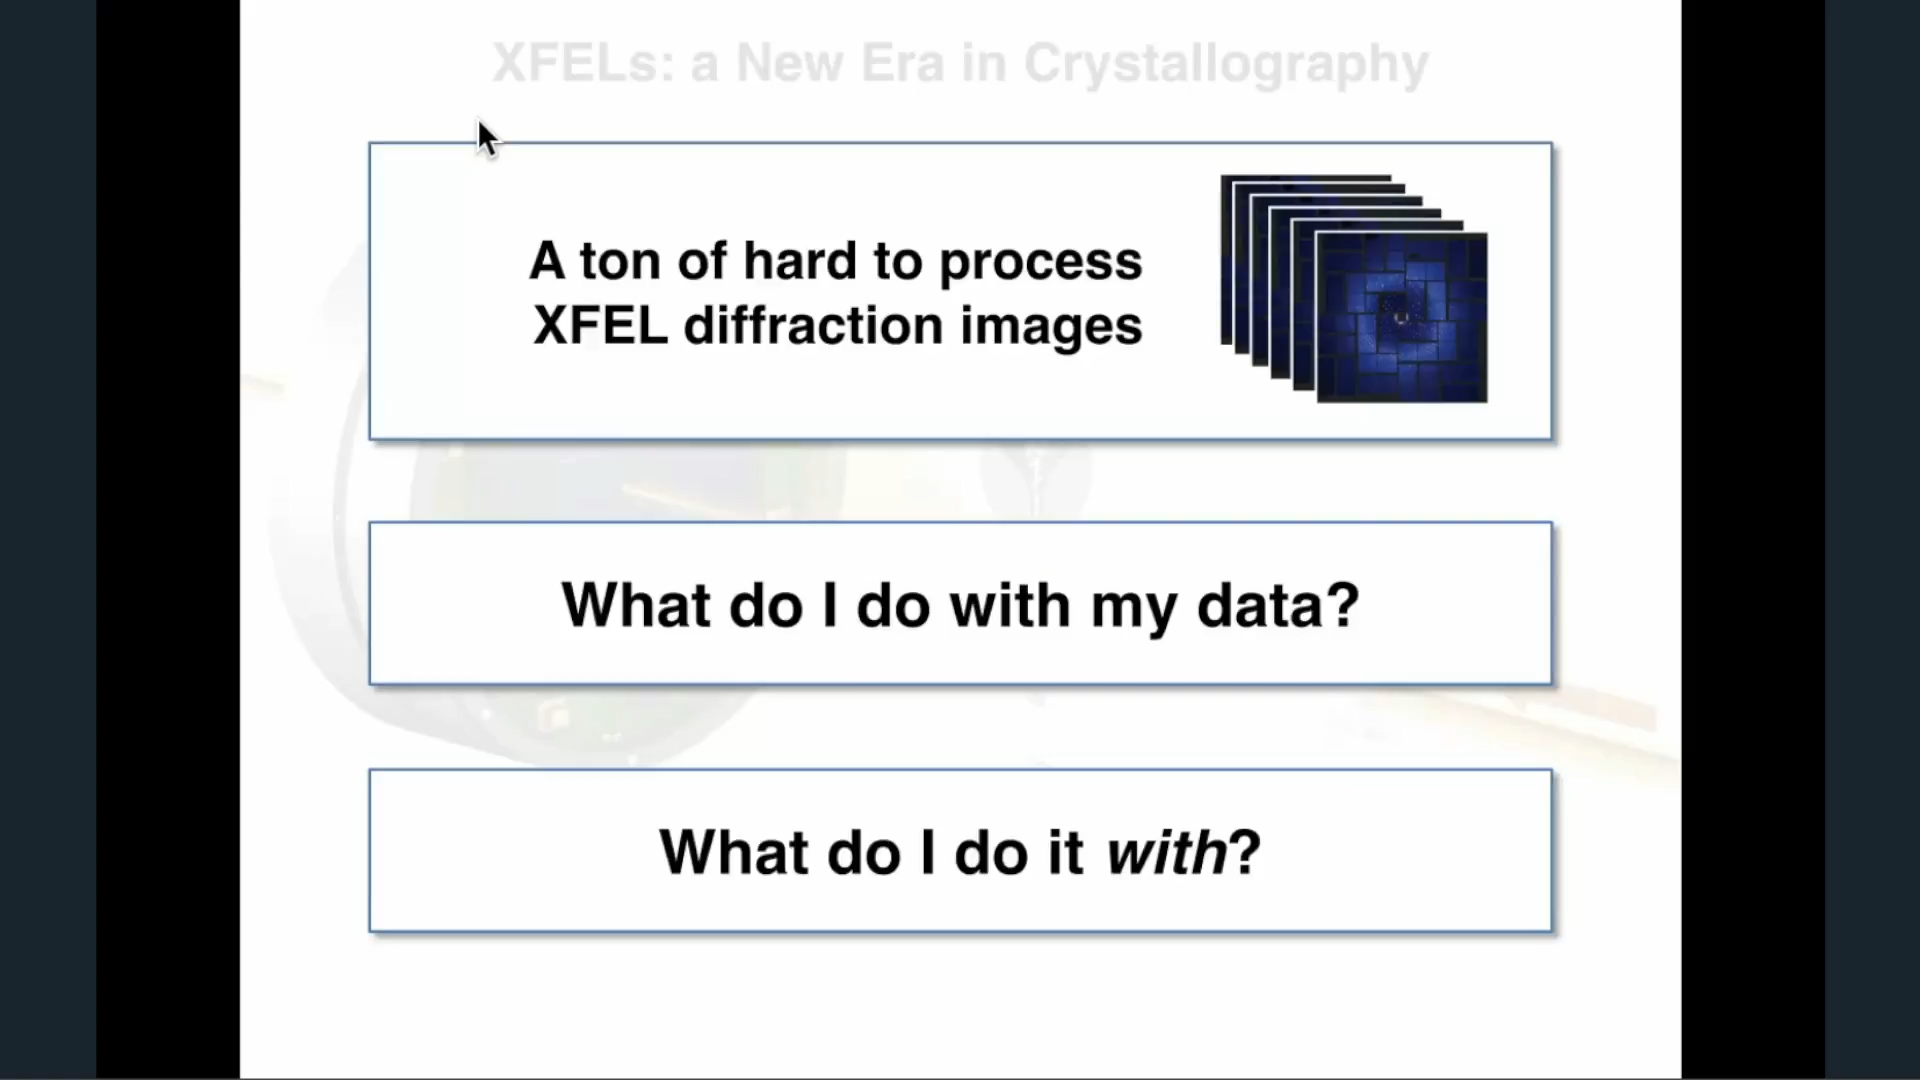 XFELs: a New Era in Crystallography
A ton of hard to process
XFEL diffraction images
What do I do with my data?
What do I do it with?